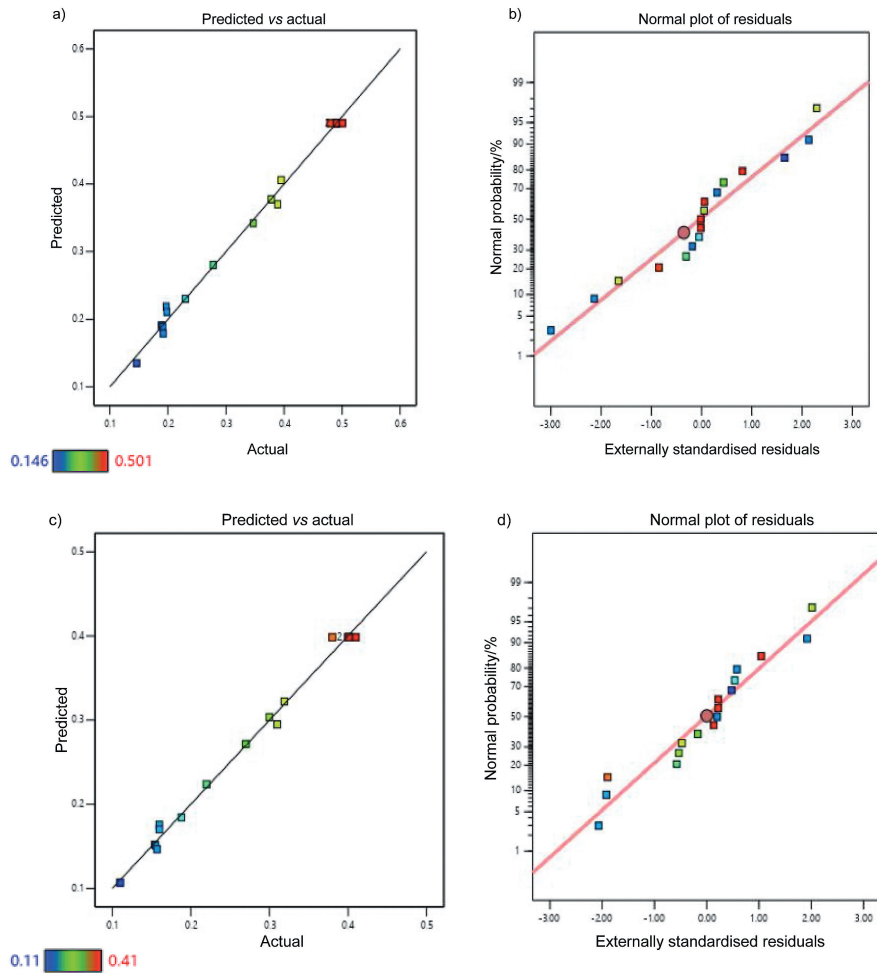 a)
Predicted vs actual
0.6
0.5
0.4
0.3
0.2
0.1
Predicted
0.1 0.2 0.3 0.4 0.5 0.6
Actual
0.146 0.501
b)
Normal plot of residuals
99
95
90
80
70
50
30
20
10
5
1
Normal probability/%
-3.00 -2.00 -1.00 0.00 1.00 2.00 3.00
Externally standardised residuals
c)
Predicted vs actual
0.5
0.4
0.3
0.2
0.1
2
Predicted
0.1 0.2 0.3 0.4 0.5
Actual
0.11 0.41
d)
Normal plot of residuals
99
95
90
80
70
50
30
20
10
5
1
Normal probability/%
-3.00 -2.00 -1.00 0.00 1.00 2.00 3.00
Externally standardised residuals